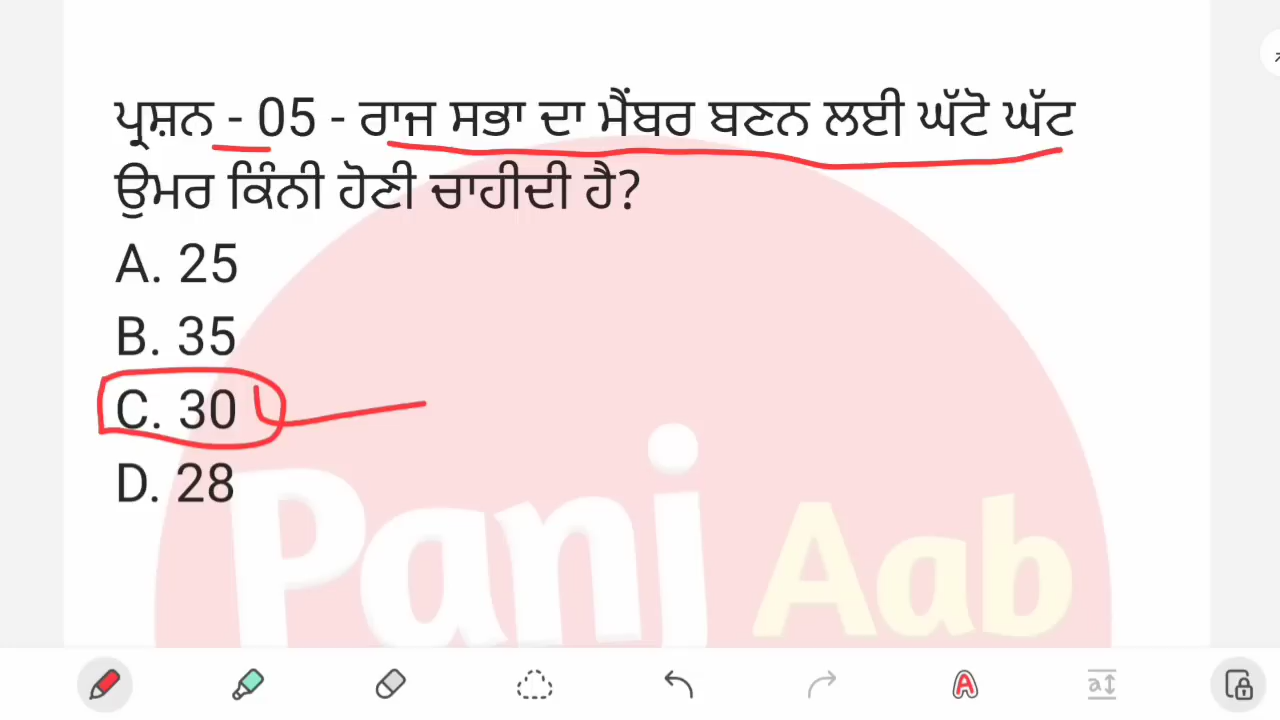 ਪ੍ਰਸ਼ਨ - 05 - ਰਾਜ ਸਭਾ ਦਾ ਮੈਂਬਰ ਬਣਨ ਲਈ ਘੱਟੋ ਘੱਟ
ਉਮਰ ਕਿੰਨੀ ਹੋਣੀ ਚਾਹੀਦੀ ਹੈ?
A. 25
B. 35
C. 30
D. 28
Panj Aab